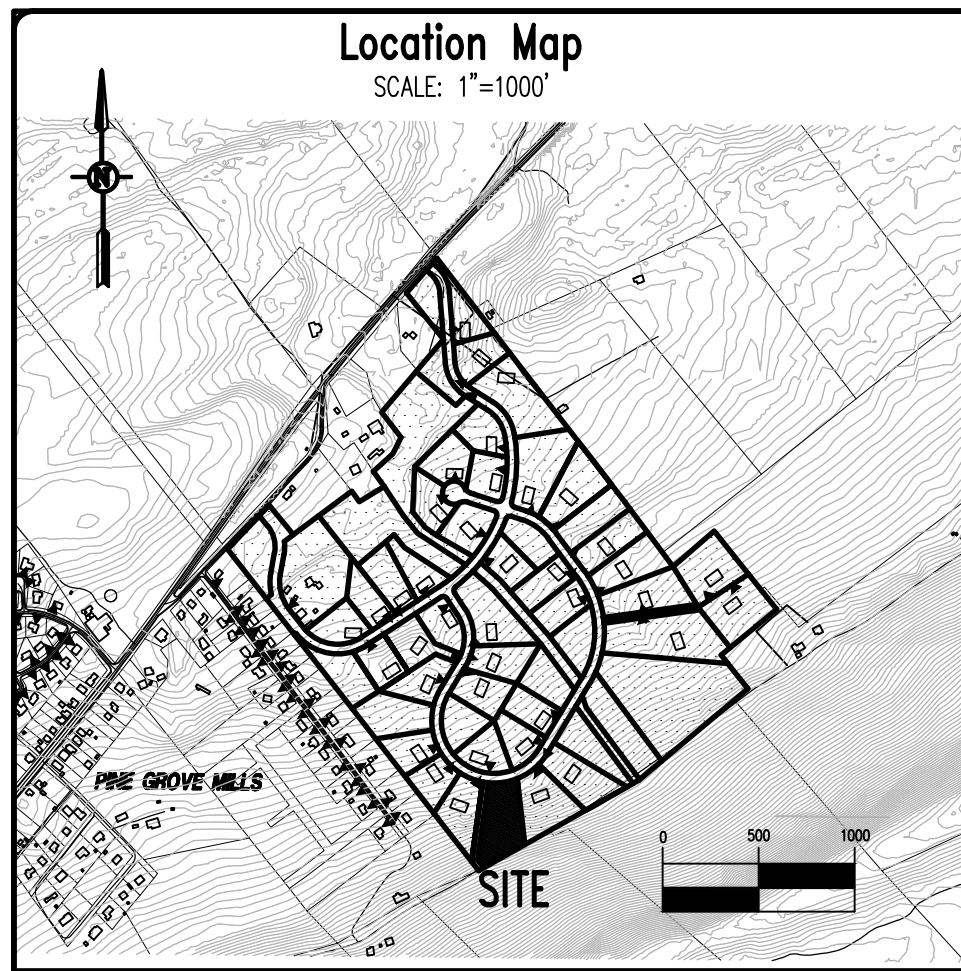 Location Map
SCALE: 1"=1000'
N
PINE GROVE MILLS
0 500 1000
SITE